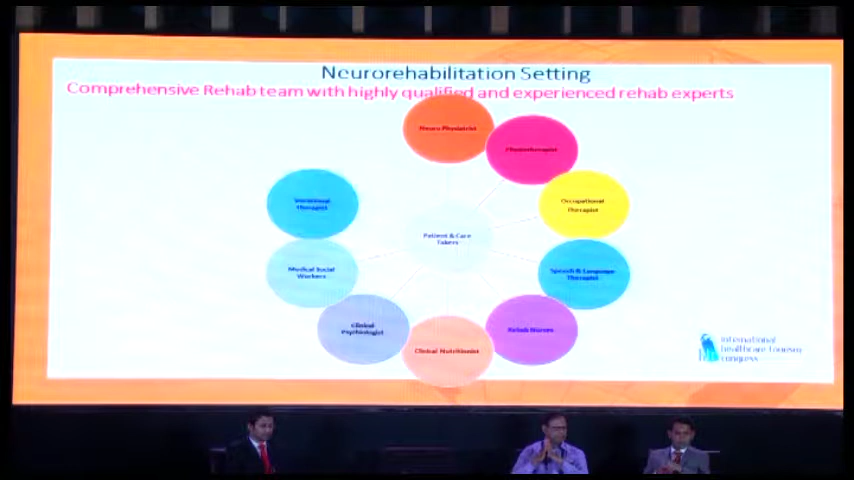 Neurorehabilitation Setting
Comprehensive Rehab team with highly qualified and experienced rehab experts
Neuro Physiatrist
Physiotherapist
Occupational
Therapist
Speech & Language
Therapist
Rehab Nurses
Clinical Nutritionist
Clinical
Psychologist
Medical Social
Workers
Vocational
Therapist
Patient & Care
Takers
international
healthcare tourism
congress